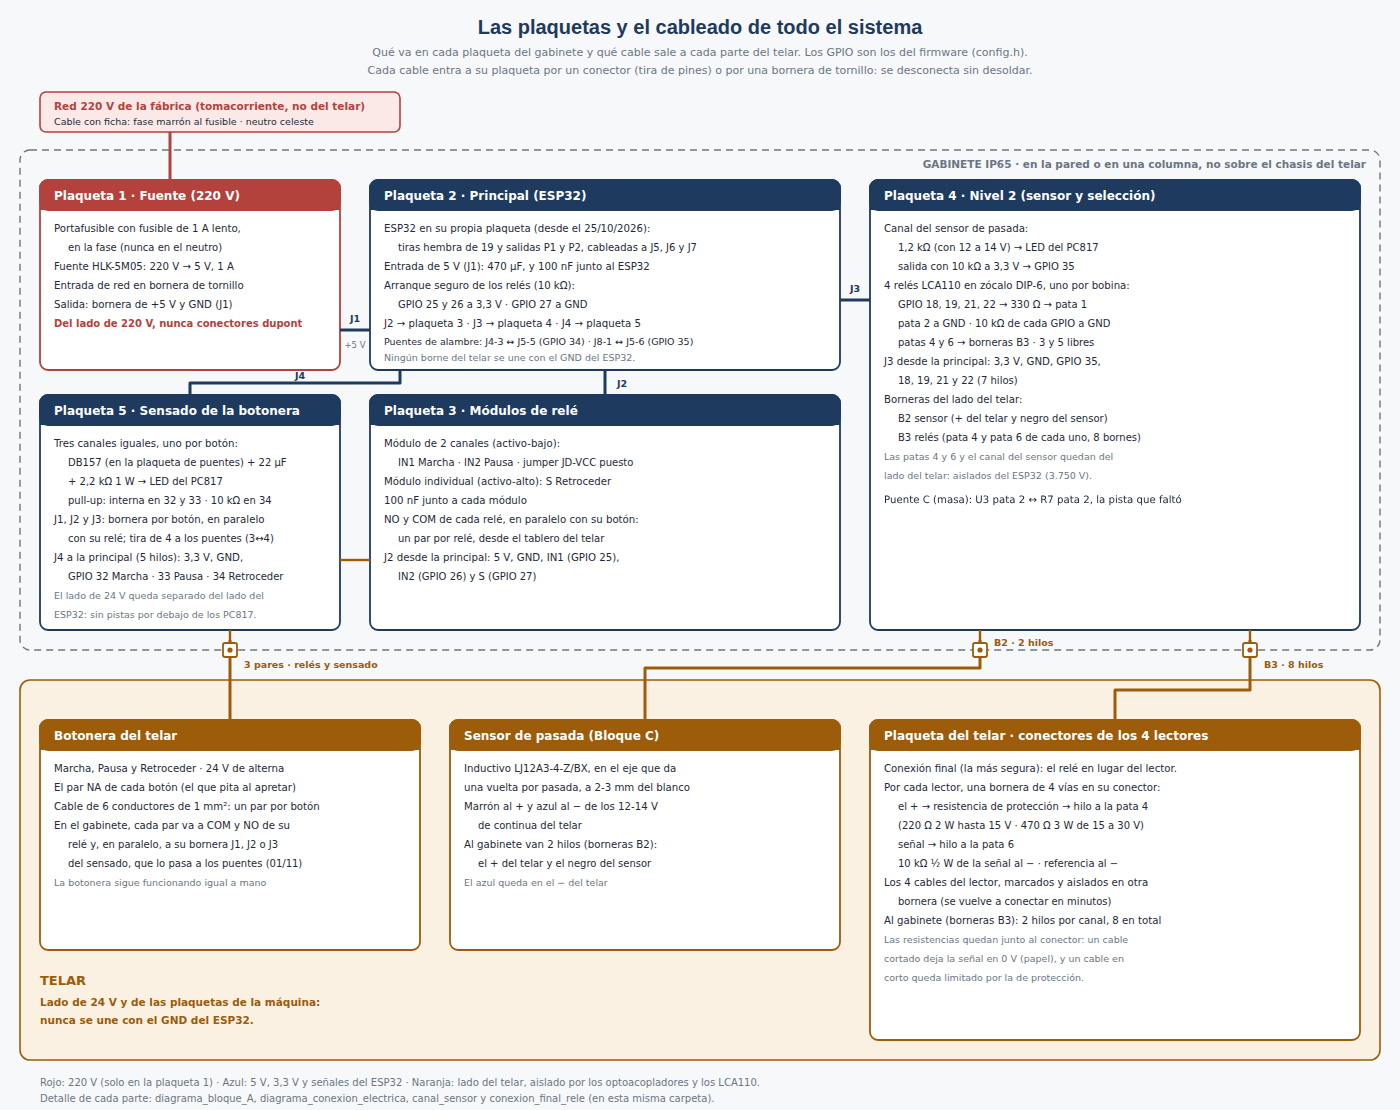 Las plaquetas y el cableado de todo el sistema
Qué va en cada plaqueta del gabinete y qué cable sale a cada parte del telar. Los GPIO son los del firmware (config.h).
Cada cable entra a su plaqueta por un conector (tira de pines) o por una bornera de tornillo: se desconecta sin desoldar.
Red 220 V de la fábrica (tomacorriente, no del telar)
Cable con ficha: fase marrón al fusible · neutro celeste
GABINETE IP65 · en la pared o en una columna, no sobre el chasis del telar
Plaqueta 1 · Fuente (220 V)
Portafusible con fusible de 1 A lento,
en la fase (nunca en el neutro)
Fuente HLK-5M05: 220 V → 5 V, 1 A
Entrada de red en bornera de tornillo
Salida: bornera de +5 V y GND (J1)
Del lado de 220 V, nunca conectores dupont
J1
+5 V
Plaqueta 2 · Principal (ESP32)
ESP32 en su propia plaqueta (desde el 25/10/2026):
tiras hembra de 19 y salidas P1 y P2, cableadas a J5, J6 y J7
Entrada de 5 V (J1): 470 µF, y 100 nF junto al ESP32
Arranque seguro de los relés (10 kΩ):
GPIO 25 y 26 a 3,3 V · GPIO 27 a GND
J2 → plaqueta 3 · J3 → plaqueta 4 · J4 → plaqueta 5
Puentes de alambre: J4-3 ↔ J5-5 (GPIO 34) · J8-1 ↔ J5-6 (GPIO 35)
Ningún borne del telar se une con el GND del ESP32.
J3
Plaqueta 4 · Nivel 2 (sensor y selección)
Canal del sensor de pasada:
1,2 kΩ (con 12 a 14 V) → LED del PC817
salida con 10 kΩ a 3,3 V → GPIO 35
4 relés LCA110 en zócalo DIP-6, uno por bobina:
GPIO 18, 19, 21, 22 → 330 Ω → pata 1
pata 2 a GND · 10 kΩ de cada GPIO a GND
patas 4 y 6 → borneras B3 · 3 y 5 libres
J3 desde la principal: 3,3 V, GND, GPIO 35,
18, 19, 21 y 22 (7 hilos)
Borneras del lado del telar:
B2 sensor (+ del telar y negro del sensor)
B3 relés (pata 4 y pata 6 de cada uno, 8 bornes)
Las patas 4 y 6 y el canal del sensor quedan del
lado del telar: aislados del ESP32 (3.750 V).
Puente C (masa): U3 pata 2 ↔ R7 pata 2, la pista que faltó
J4
J2
Plaqueta 5 · Sensado de la botonera
Tres canales iguales, uno por botón:
DB157 (en la plaqueta de puentes) + 22 µF
+ 2,2 kΩ 1 W → LED del PC817
pull-up: interna en 32 y 33 · 10 kΩ en 34
J1, J2 y J3: bornera por botón, en paralelo
con su relé; tira de 4 a los puentes (3↔4)
J4 a la principal (5 hilos): 3,3 V, GND,
GPIO 32 Marcha · 33 Pausa · 34 Retroceder
El lado de 24 V queda separado del lado del
ESP32: sin pistas por debajo de los PC817.
Plaqueta 3 · Módulos de relé
Módulo de 2 canales (activo-bajo):
IN1 Marcha · IN2 Pausa · jumper JD-VCC puesto
Módulo individual (activo-alto): S Retroceder
100 nF junto a cada módulo
NO y COM de cada relé, en paralelo con su botón:
un par por relé, desde el tablero del telar
J2 desde la principal: 5 V, GND, IN1 (GPIO 25),
IN2 (GPIO 26) y S (GPIO 27)
3 pares · relés y sensado
B2 · 2 hilos
B3 · 8 hilos
Botonera del telar
Marcha, Pausa y Retroceder · 24 V de alterna
El par NA de cada botón (el que pita al apretar)
Cable de 6 conductores de 1 mm²: un par por botón
En el gabinete, cada par va a COM y NO de su
relé y, en paralelo, a su bornera J1, J2 o J3
del sensado, que lo pasa a los puentes (01/11)
La botonera sigue funcionando igual a mano
Sensor de pasada (Bloque C)
Inductivo LJ12A3-4-Z/BX, en el eje que da
una vuelta por pasada, a 2-3 mm del blanco
Marrón al + y azul al − de los 12-14 V
de continua del telar
Al gabinete van 2 hilos (borneras B2):
el + del telar y el negro del sensor
El azul queda en el − del telar
Plaqueta del telar · conectores de los 4 lectores
Conexión final (la más segura): el relé en lugar del lector.
Por cada lector, una bornera de 4 vías en su conector:
el + → resistencia de protección → hilo a la pata 4
(220 Ω 2 W hasta 15 V · 470 Ω 3 W de 15 a 30 V)
señal → hilo a la pata 6
10 kΩ ½ W de la señal al − · referencia al −
Los 4 cables del lector, marcados y aislados en otra
bornera (se vuelve a conectar en minutos)
Al gabinete (borneras B3): 2 hilos por canal, 8 en total
Las resistencias quedan junto al conector: un cable
cortado deja la señal en 0 V (papel), y un cable en
corto queda limitado por la de protección.
TELAR
Lado de 24 V y de las plaquetas de la máquina:
nunca se une con el GND del ESP32.
Rojo: 220 V (solo en la plaqueta 1) · Azul: 5 V, 3,3 V y señales del ESP32 · Naranja: lado del telar, aislado por los optoacopladores y los LCA110.
Detalle de cada parte: diagrama_bloque_A, diagrama_conexion_electrica, canal_sensor y conexion_final_rele (en esta misma carpeta).